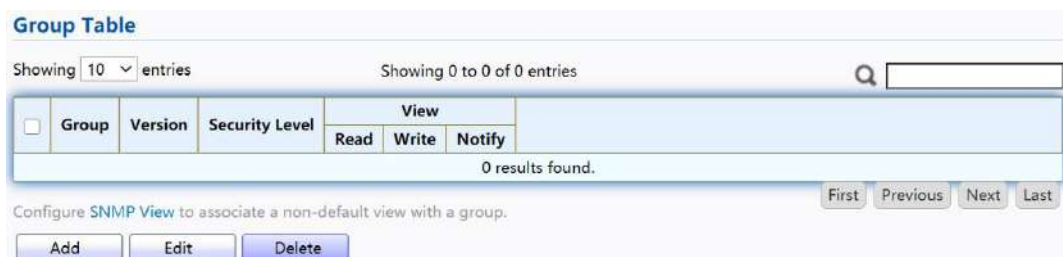 Group Table
Showing 10 entries Showing 0 to 0 of 0 entries
Group Version Security Level View
Read Write Notify
0 results found.
First Previous Next Last
Configure SNMP View to associate a non-default view with a group.
Add Edit Delete